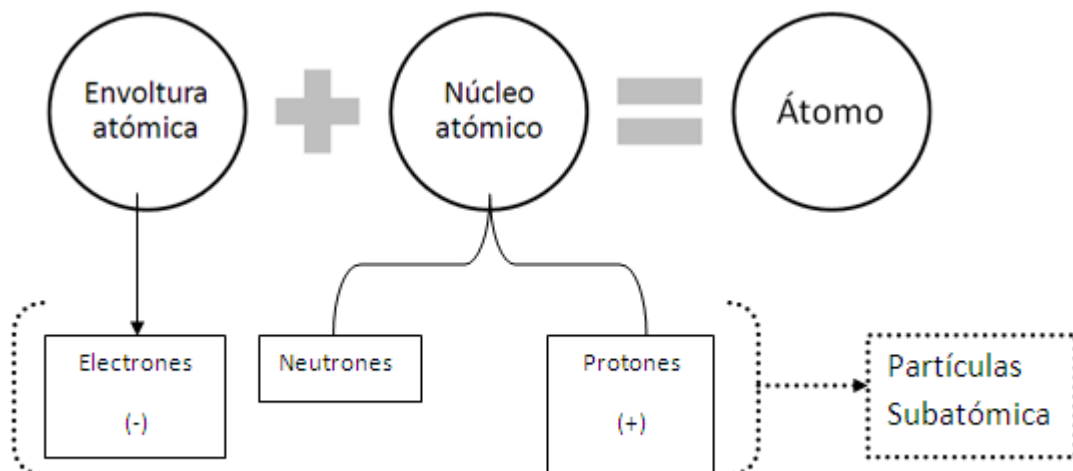 Envoltura
atómica
Núcleo
atómico
Átomo
Electrones
(-)
Neutrones
Protones
(+)
Partículas
Subatómica